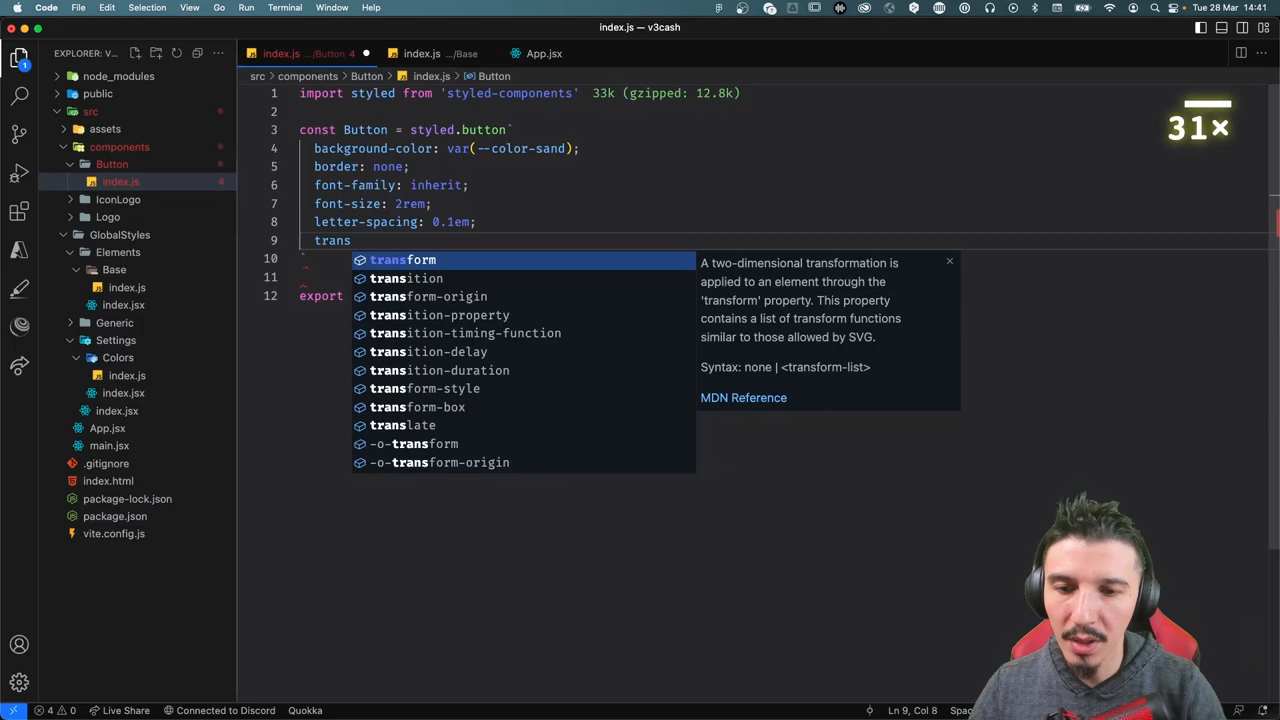 Code File Edit Selection View Go Run Terminal Window Help Tue 28 Mar 14:41
index.js — v3cash
EXPLORER: V...
index.js .../Button 4
index.js .../Base
App.jsx
src > components > Button > index.js > Button
node_modules
public
src
assets
components
Button
index.js 4
IconLogo
Logo
GlobalStyles
Elements
Base
index.js
index.jsx
Generic
Settings
Colors
index.js
index.jsx
index.jsx
App.jsx
main.jsx
.gitignore
index.html
package-lock.json
package.json
vite.config.js
1 import styled from 'styled-components' 33k (gzipped: 12.8k)
2
3 const Button = styled.button`
4 background-color: var(--color-sand);
5 border: none;
6 font-family: inherit;
7 font-size: 2rem;
8 letter-spacing: 0.1em;
9 trans
10 `
11
12 export
transform
transition
transform-origin
transition-property
transition-timing-function
transition-delay
transition-duration
transform-style
transform-box
translate
-o-transform
-o-transform-origin
A two-dimensional transformation is
applied to an element through the
'transform' property. This property
contains a list of transform functions
similar to those allowed by SVG.
Syntax: none | <transform-list>
MDN Reference
31×
1
4 0 Live Share Connected to Discord Quokka Ln 9, Col 8